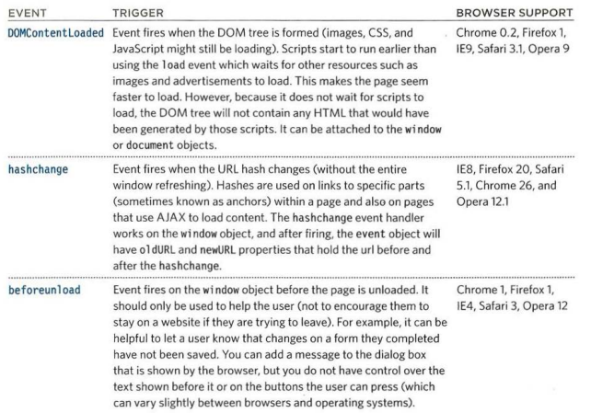 EVENT TRIGGER BROWSER SUPPORT
DOMContentLoaded Event fires when the DOM tree is formed (images, CSS, and Chrome 0.2, Firefox 1,
JavaScript might still be loading). Scripts start to run earlier than IE9, Safari 3.1, Opera 9
using the load event which waits for other resources such as
images and advertisements to load. This makes the page seem
faster to load. However, because it does not wait for scripts to
load, the DOM tree will not contain any HTML that would have
been generated by those scripts. It can be attached to the window
or document objects.
hashchange Event fires when the URL hash changes (without the entire IE8, Firefox 20, Safari
window refreshing). Hashes are used on links to specific parts 5.1, Chrome 26, and
(sometimes known as anchors) within a page and also on pages Opera 12.1
that use AJAX to load content. The hashchange event handler
works on the window object, and after firing, the event object will
have oldURL and newURL properties that hold the url before and
after the hashchange.
beforeunload Event fires on the window object before the page is unloaded. It Chrome 1, Firefox 1,
should only be used to help the user (not to encourage them to IE4, Safari 3, Opera 12
stay on a website if they are trying to leave). For example, it can be
helpful to let a user know that changes on a form they completed
have not been saved. You can add a message to the dialog box
that is shown by the browser, but you do not have control over the
text shown before it or on the buttons the user can press (which
can vary slightly between browsers and operating systems).